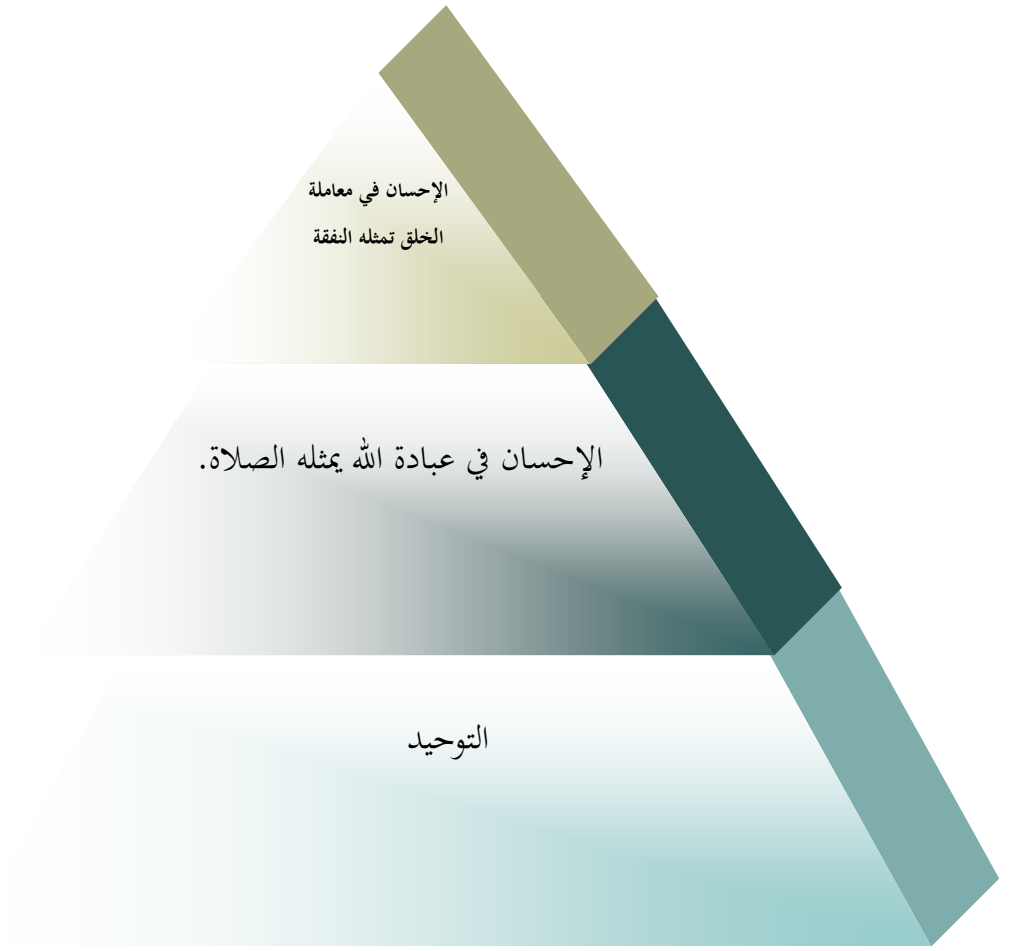 الإحسان في معاملة
الخلق تمثله النفقة
الإحسان في عبادة الله يمثله الصلاة.
التوحيد